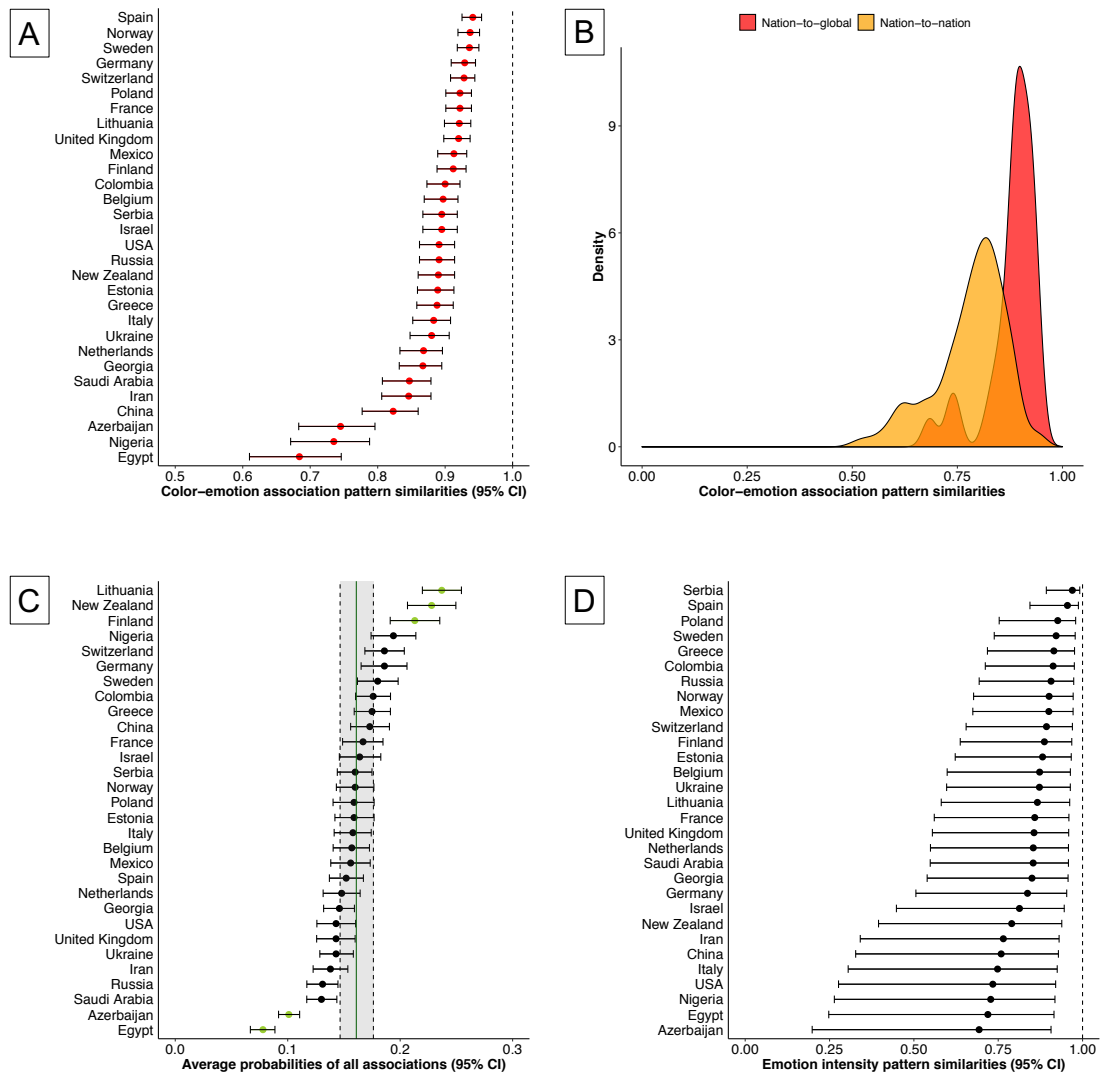 A
Spain
Norway
Sweden
Germany
Switzerland
Poland
France
Lithuania
United Kingdom
Mexico
Finland
Colombia
Belgium
Serbia
Israel
USA
Russia
New Zealand
Estonia
Greece
Italy
Ukraine
Netherlands
Georgia
Saudi Arabia
Iran
China
Azerbaijan
Nigeria
Egypt
0.5 0.6 0.7 0.8 0.9 1.0
Color−emotion association pattern similarities (95% CI)
B
Nation−to−global Nation−to−nation
Density
9
6
3
0
0.00 0.25 0.50 0.75 1.00
Color−emotion association pattern similarities
C
Lithuania
New Zealand
Finland
Nigeria
Switzerland
Germany
Sweden
Colombia
Greece
China
France
Israel
Serbia
Norway
Poland
Estonia
Italy
Belgium
Mexico
Spain
Netherlands
Georgia
USA
United Kingdom
Ukraine
Iran
Russia
Saudi Arabia
Azerbaijan
Egypt
0.0 0.1 0.2 0.3
Average probabilities of all associations (95% CI)
D
Serbia
Spain
Poland
Sweden
Greece
Colombia
Russia
Norway
Mexico
Switzerland
Finland
Estonia
Belgium
Ukraine
Lithuania
France
United Kingdom
Netherlands
Saudi Arabia
Georgia
Germany
Israel
New Zealand
Iran
China
Italy
USA
Nigeria
Egypt
Azerbaijan
0.00 0.25 0.50 0.75 1.00
Emotion intensity pattern similarities (95% CI)